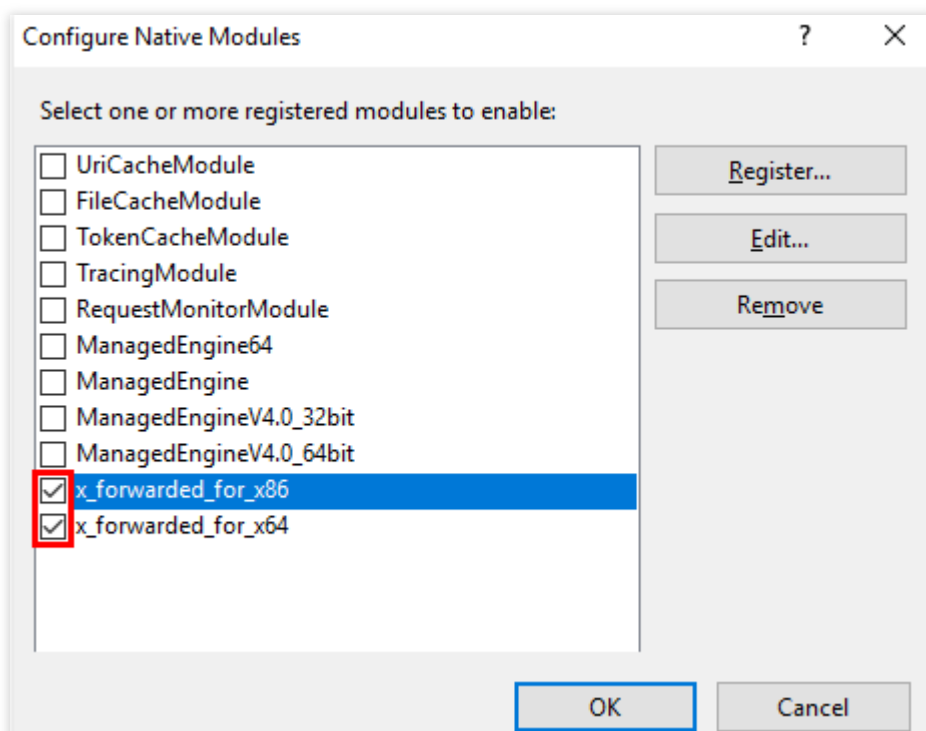 Configure Native Modules
?
Select one or more registered modules to enable:
UriCacheModule
FileCacheModule
TokenCacheModule
TracingModule
RequestMonitorModule
ManagedEngine64
ManagedEngine
ManagedEngineV4.0_32bit
ManagedEngineV4.0_64bit
x_forwarded_for_x86
x_forwarded_for_x64
Register...
Edit...
Remove
OK
Cancel